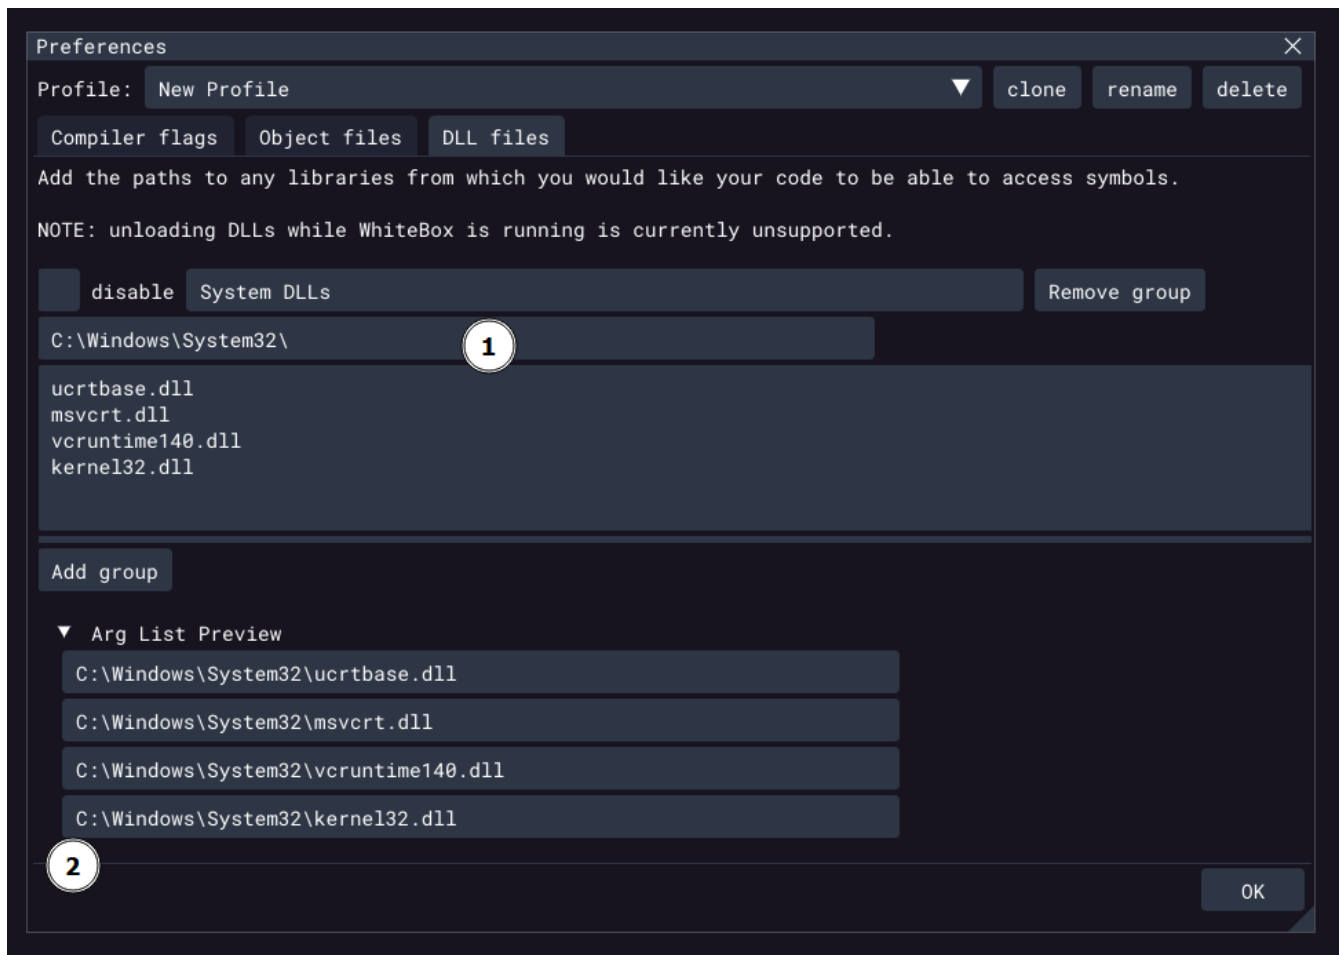 Preferences
Profile: New Profile clone rename delete
Compiler flags Object files DLL files
Add the paths to any libraries from which you would like your code to be able to access symbols.
NOTE: unloading DLLs while WhiteBox is running is currently unsupported.
disable System DLLs Remove group
C:\Windows\System32\ 1
ucrtbase.dll
msvcrt.dll
vcruntime140.dll
kernel32.dll
Add group
Arg List Preview
C:\Windows\System32\ucrtbase.dll
C:\Windows\System32\msvcrt.dll
C:\Windows\System32\vcruntime140.dll
C:\Windows\System32\kernel32.dll
2
OK